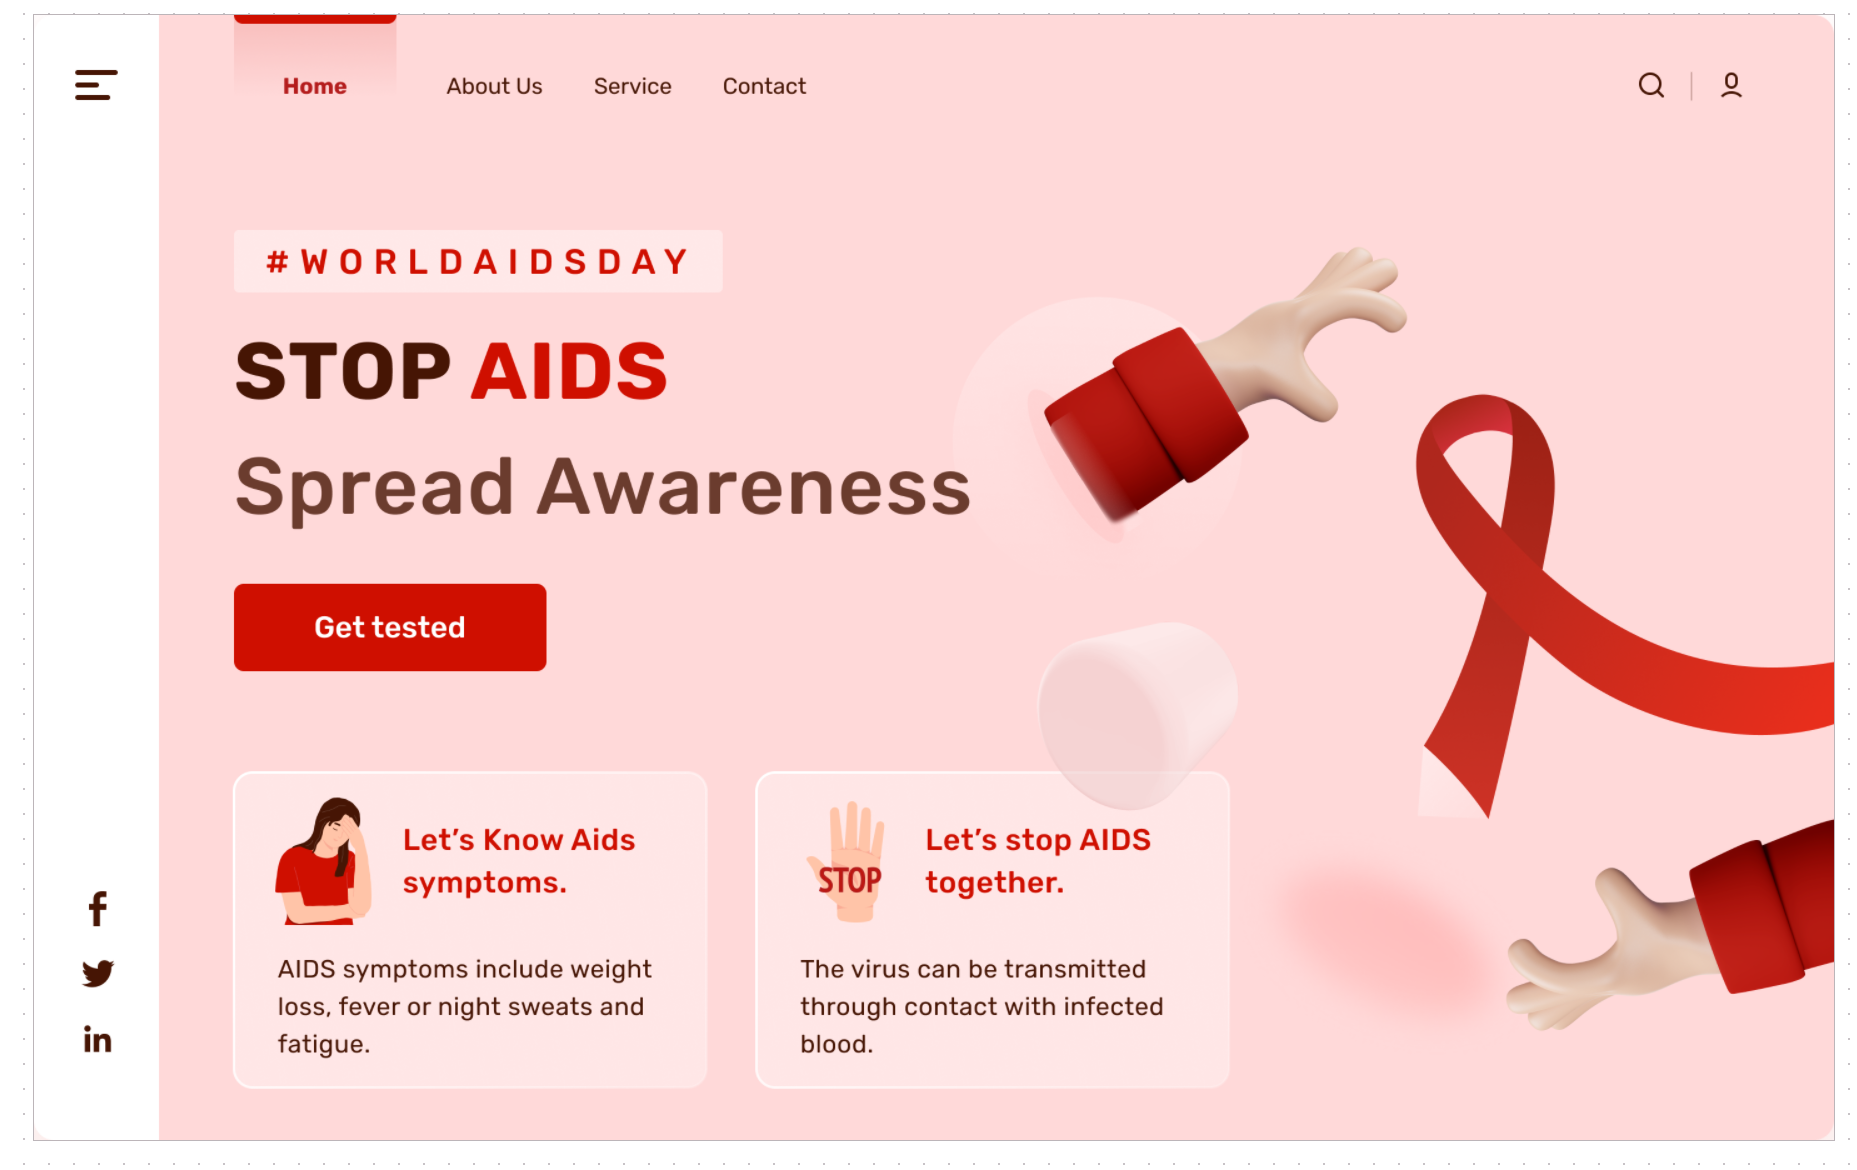 Home
About Us
Service
Contact
#WORLDAIDSDAY
STOP AIDS
Spread Awareness
Get tested
Let’s Know Aids
symptoms.
AIDS symptoms include weight
loss, fever or night sweats and
fatigue.
STOP
Let’s stop AIDS
together.
The virus can be transmitted
through contact with infected
blood.